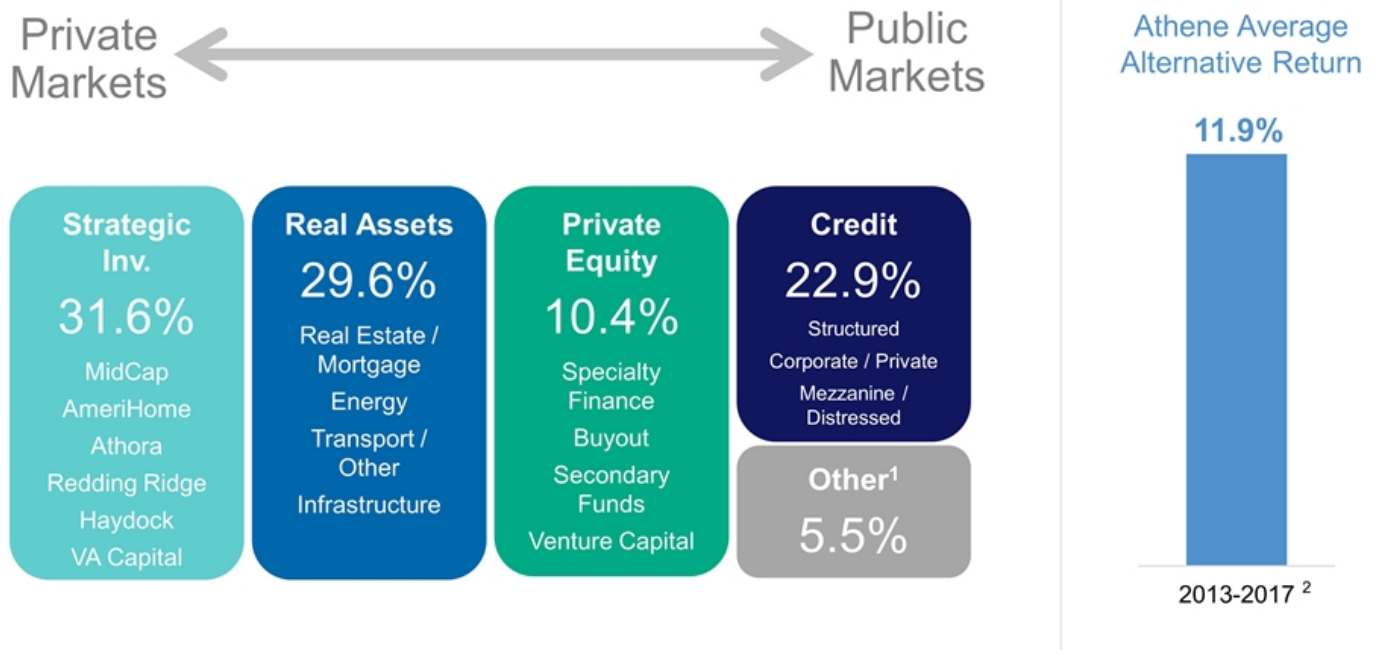 Private
Markets
Public
Markets
Strategic
Inv.
31.6%
MidCap
AmeriHome
Athora
Redding Ridge
Haydock
VA Capital
Real Assets
29.6%
Real Estate /
Mortgage
Energy
Transport /
Other
Infrastructure
Private
Equity
10.4%
Specialty
Finance
Buyout
Secondary
Funds
Venture Capital
Credit
22.9%
Structured
Corporate / Private
Mezzanine /
Distressed
Other¹
5.5%
Athene Average
Alternative Return
11.9%
2013-2017 ²